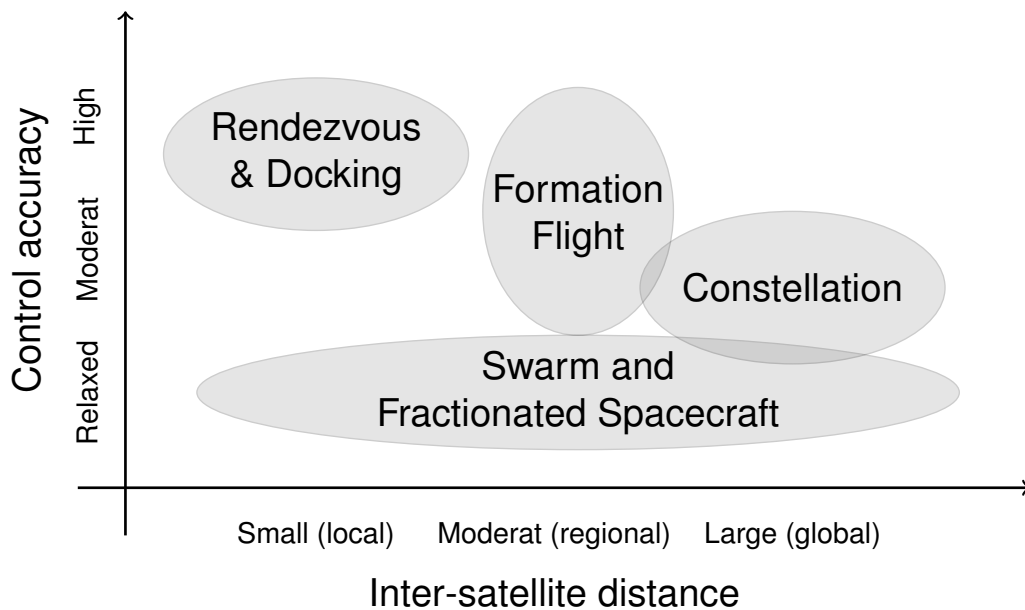 Control accuracy
High
Moderat
Relaxed
Rendezvous
& Docking
Formation
Flight
Constellation
Swarm and
Fractionated Spacecraft
Small (local)
Moderat (regional)
Large (global)
Inter-satellite distance